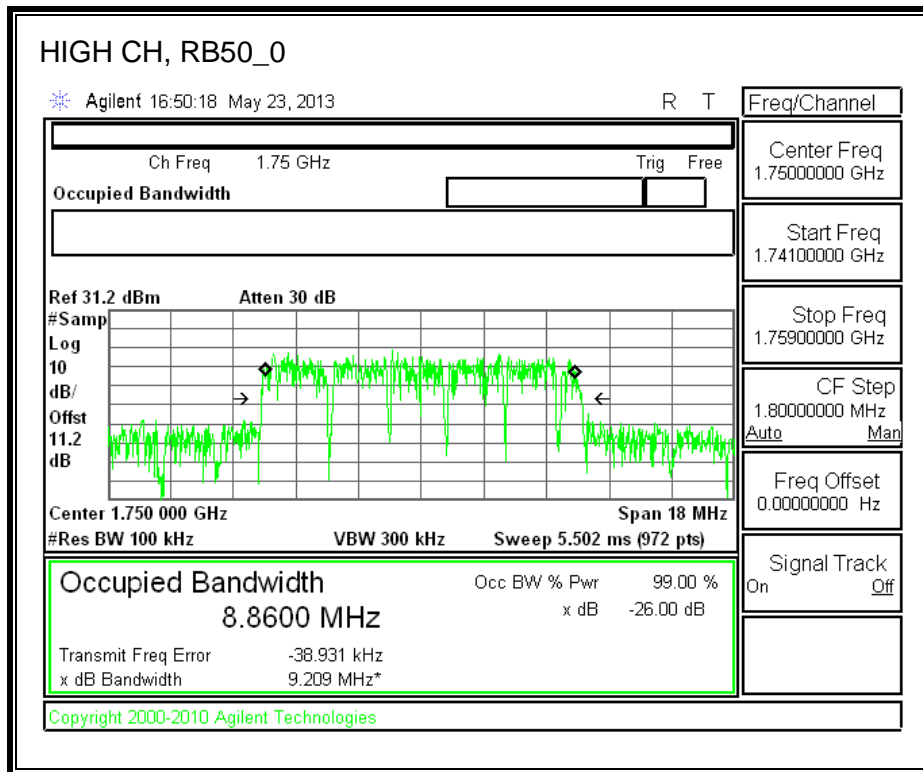 HIGH CH, RB50_0
Agilent 16:50:18 May 23, 2013 R T
Freq/Channel
Ch Freq 1.75 GHz Trig Free
Occupied Bandwidth
Center Freq
1.75000000 GHz
Start Freq
1.74100000 GHz
Stop Freq
1.75900000 GHz
CF Step
1.80000000 MHz
Auto Man
Freq Offset
0.00000000 Hz
Signal Track
On Off
Ref 31.2 dBm Atten 30 dB
#Samp
Log
10
dB/
Offst
11.2
dB
Center 1.750 000 GHz Span 18 MHz
#Res BW 100 kHz VBW 300 kHz Sweep 5.502 ms (972 pts)
Occupied Bandwidth Occ BW % Pwr 99.00 %
8.8600 MHz x dB -26.00 dB
Transmit Freq Error -38.931 kHz
x dB Bandwidth 9.209 MHz*
Copyright 2000-2010 Agilent Technologies